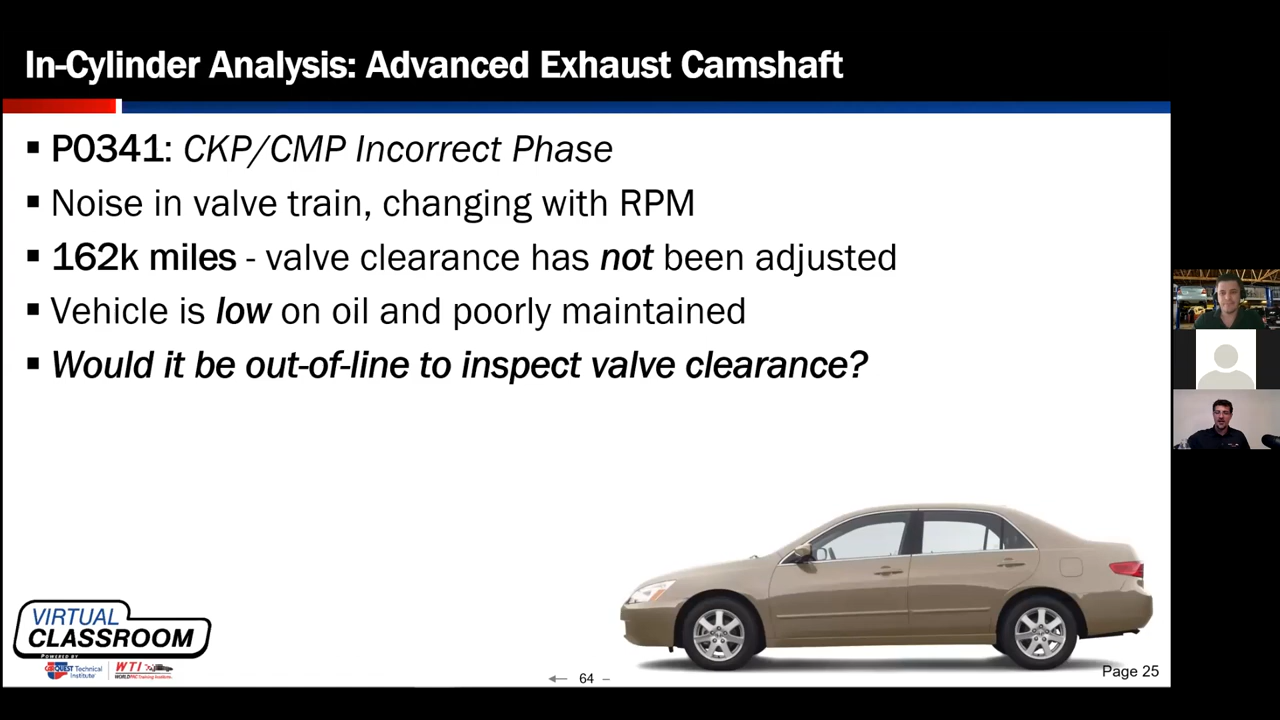 In-Cylinder Analysis: Advanced Exhaust Camshaft
▪ P0341: CKP/CMP Incorrect Phase
▪ Noise in valve train, changing with RPM
▪ 162k miles - valve clearance has not been adjusted
▪ Vehicle is low on oil and poorly maintained
▪ Would it be out-of-line to inspect valve clearance?
VIRTUAL
CLASSROOM
POWERED BY
QUEST Technical
Institute
WTI
WORLDPAC Training Institute
64
Page 25